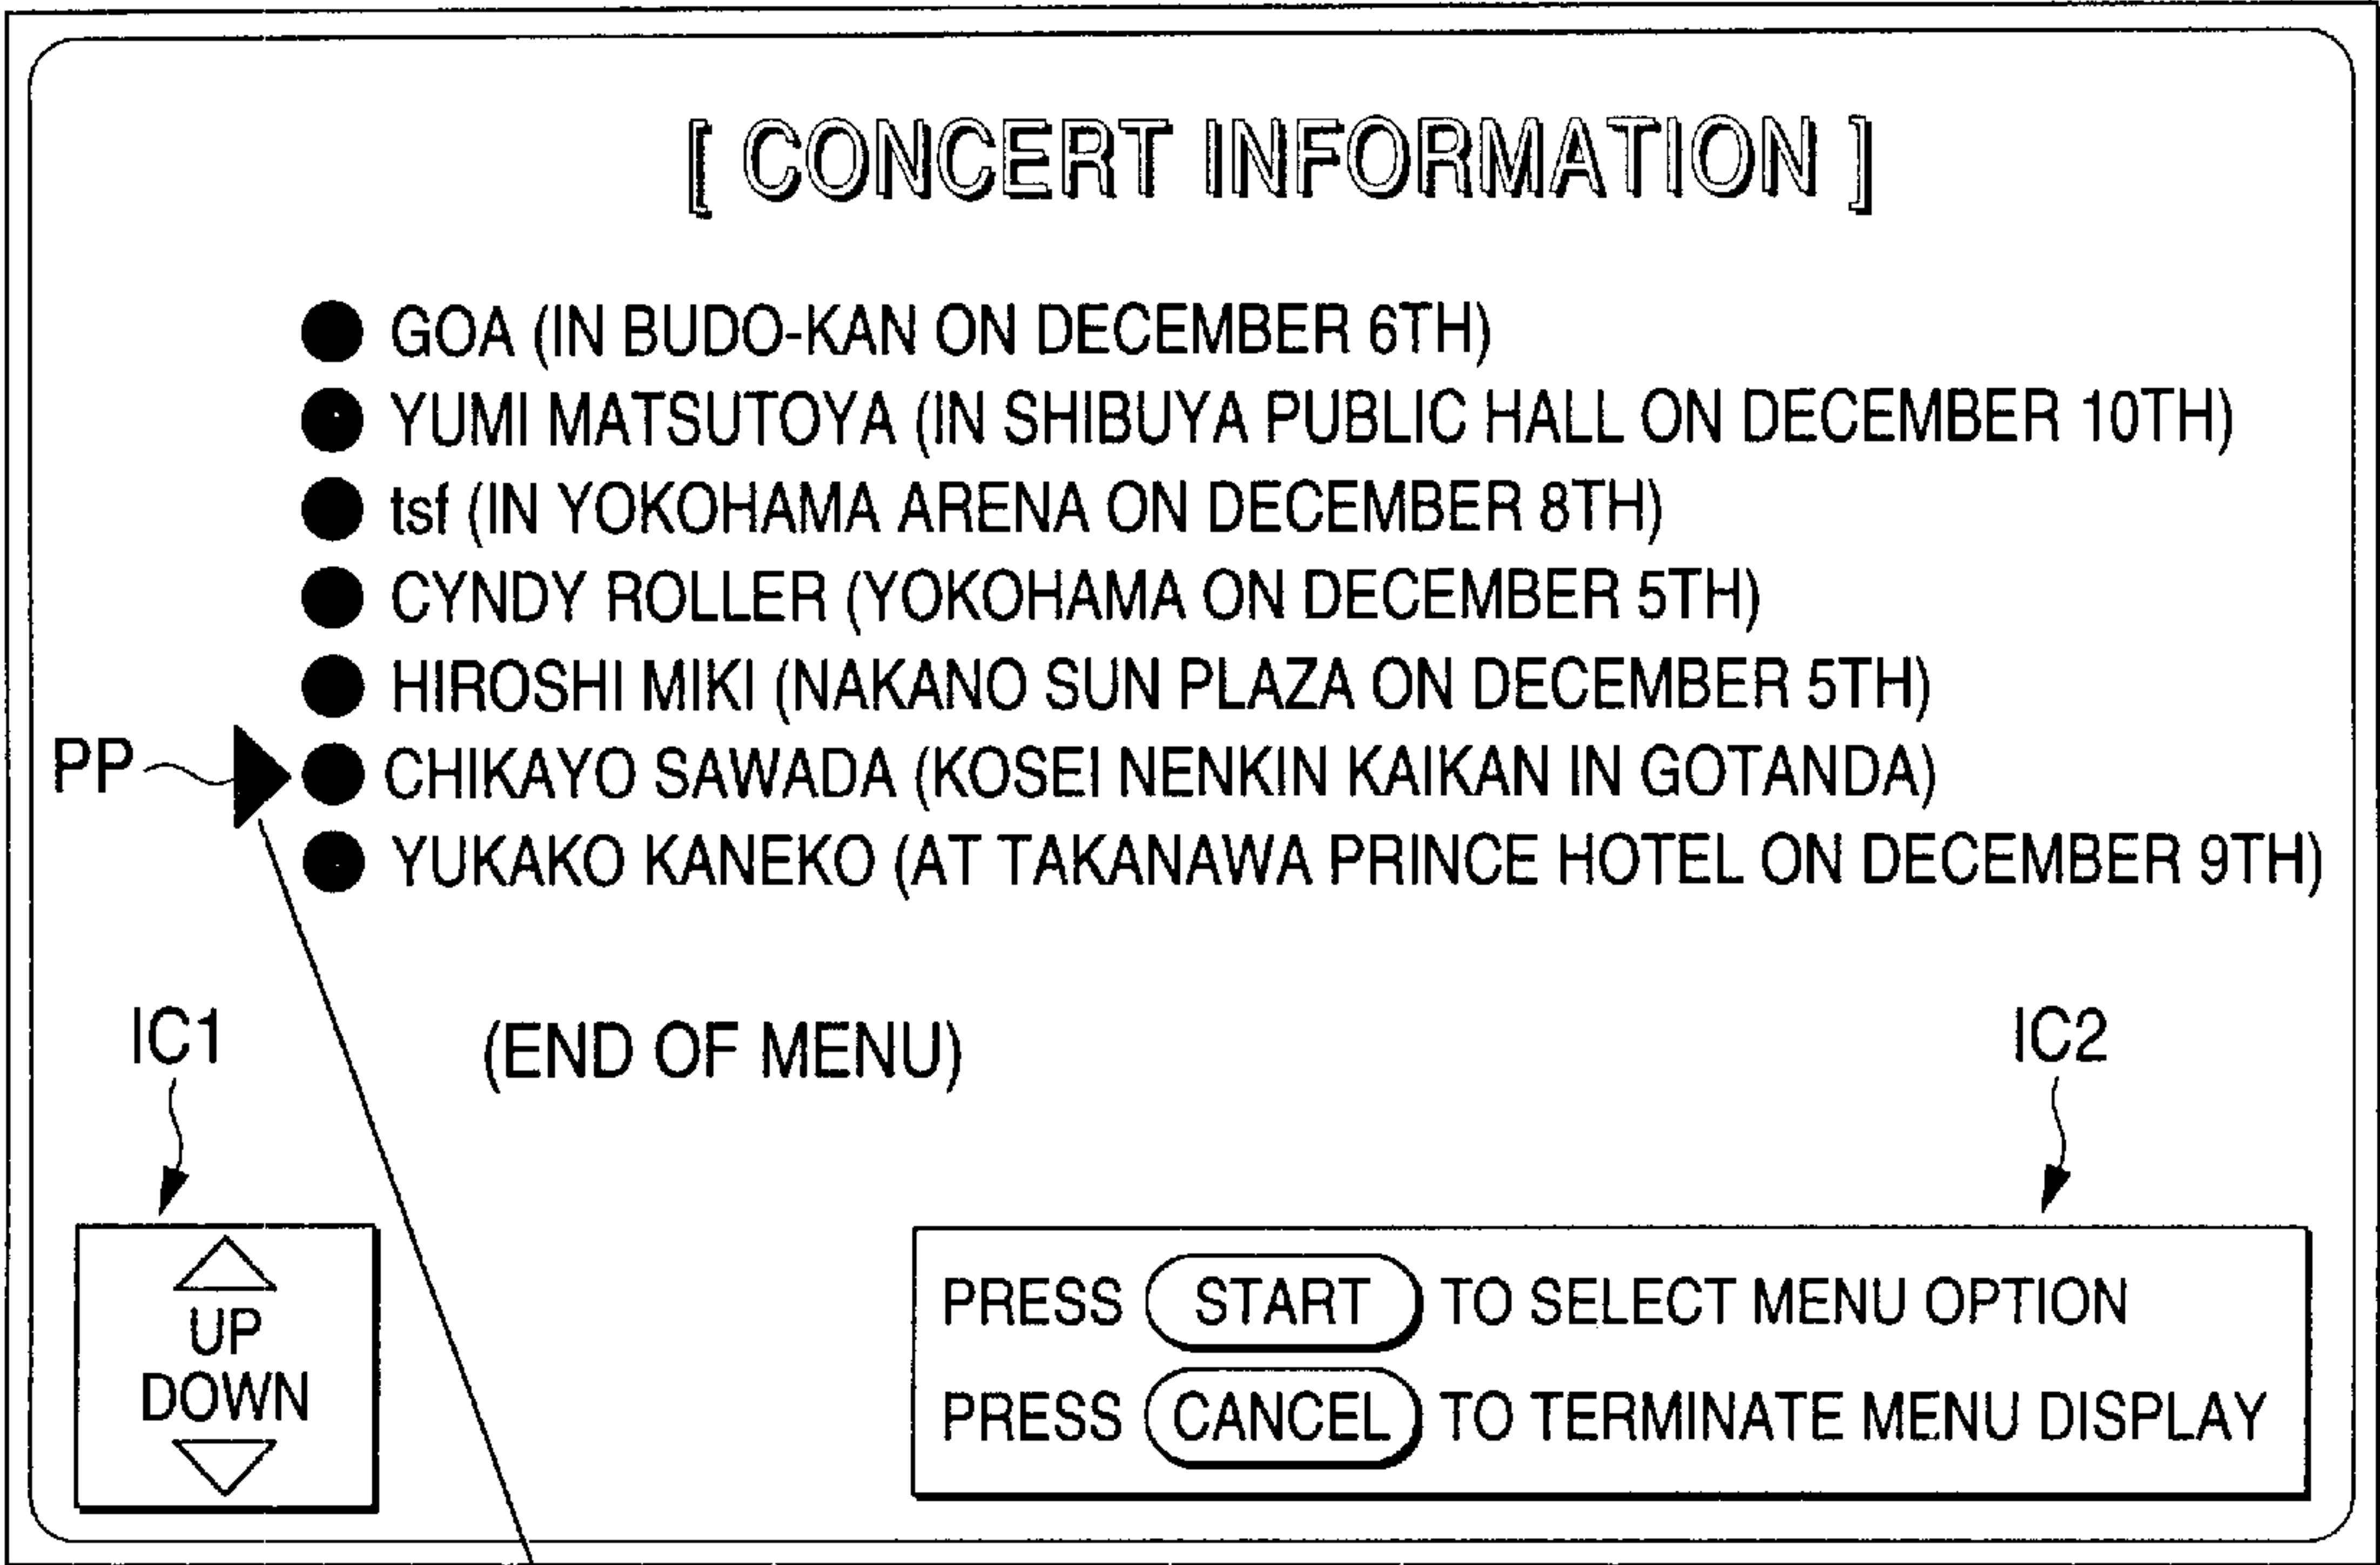 [ CONCERT INFORMATION ]
● GOA (IN BUDO-KAN ON DECEMBER 6TH)
● YUMI MATSUTOYA (IN SHIBUYA PUBLIC HALL ON DECEMBER 10TH)
● tsf (IN YOKOHAMA ARENA ON DECEMBER 8TH)
● CYNDY ROLLER (YOKOHAMA ON DECEMBER 5TH)
● HIROSHI MIKI (NAKANO SUN PLAZA ON DECEMBER 5TH)
PP ● CHIKAYO SAWADA (KOSEI NENKIN KAIKAN IN GOTANDA)
● YUKAKO KANEKO (AT TAKANAWA PRINCE HOTEL ON DECEMBER 9TH)
IC1 (END OF MENU) IC2
UP
DOWN
PRESS START TO SELECT MENU OPTION
PRESS CANCEL TO TERMINATE MENU DISPLAY